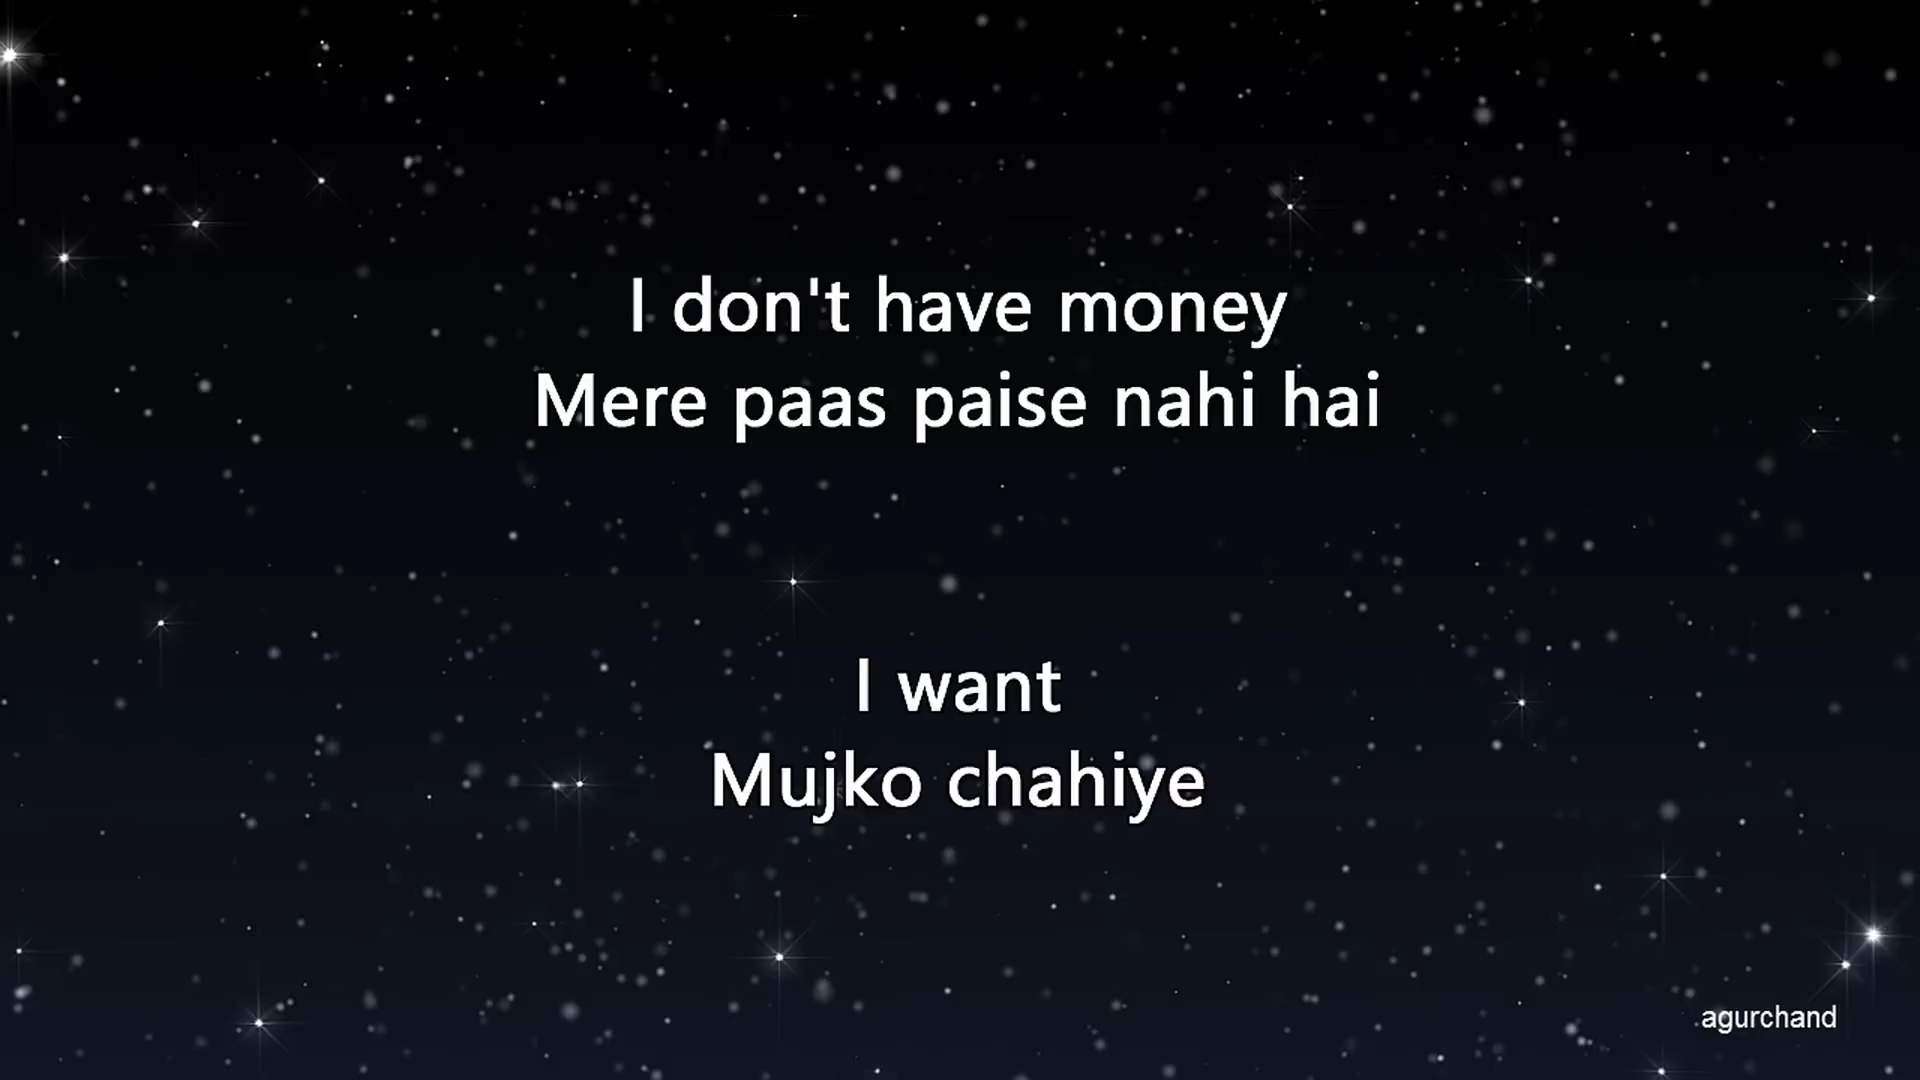 I don't have money
Mere paas paise nahi hai
I want
Mujko chahiye
agurchand